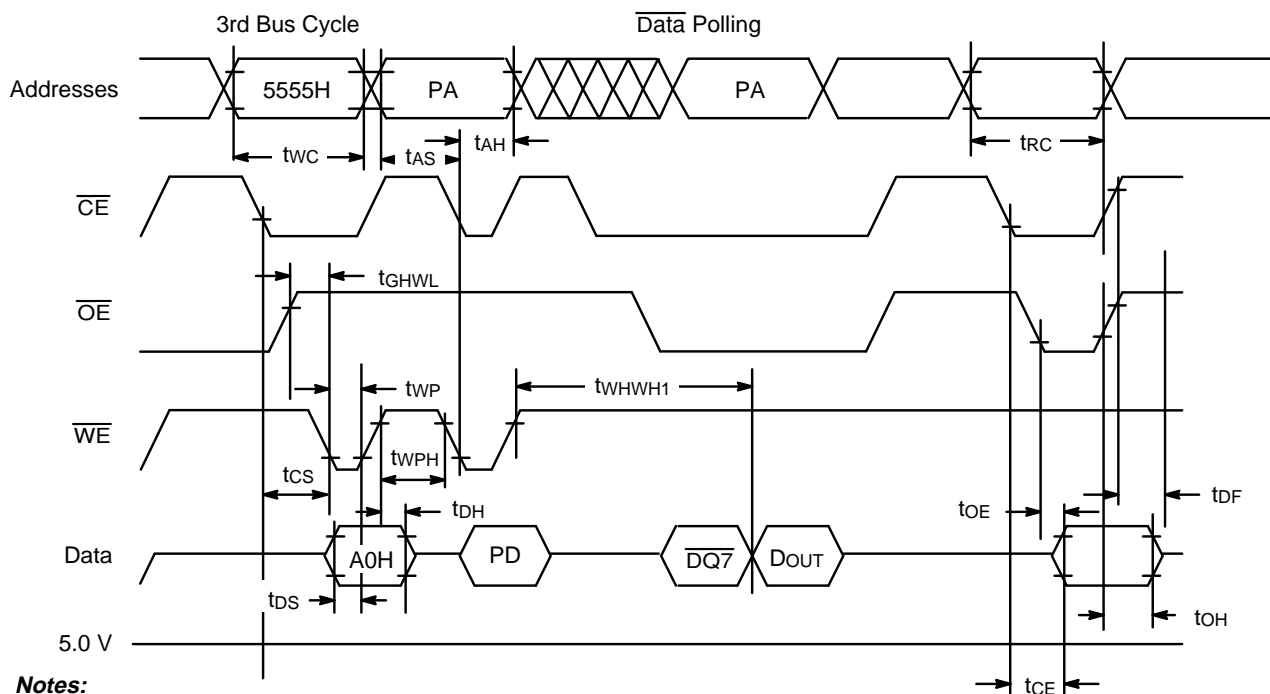 3rd Bus Cycle
Data Polling
Addresses
5555H
PA
PA
tWC
tAS
tAH
tRC
CE
tGHWL
OE
tWP
tWHWH1
WE
tCS
tWPH
tDH
tOE
tDF
Data
A0H
PD
DQ7
DOUT
tDS
tOH
5.0 V
tCE
Notes: